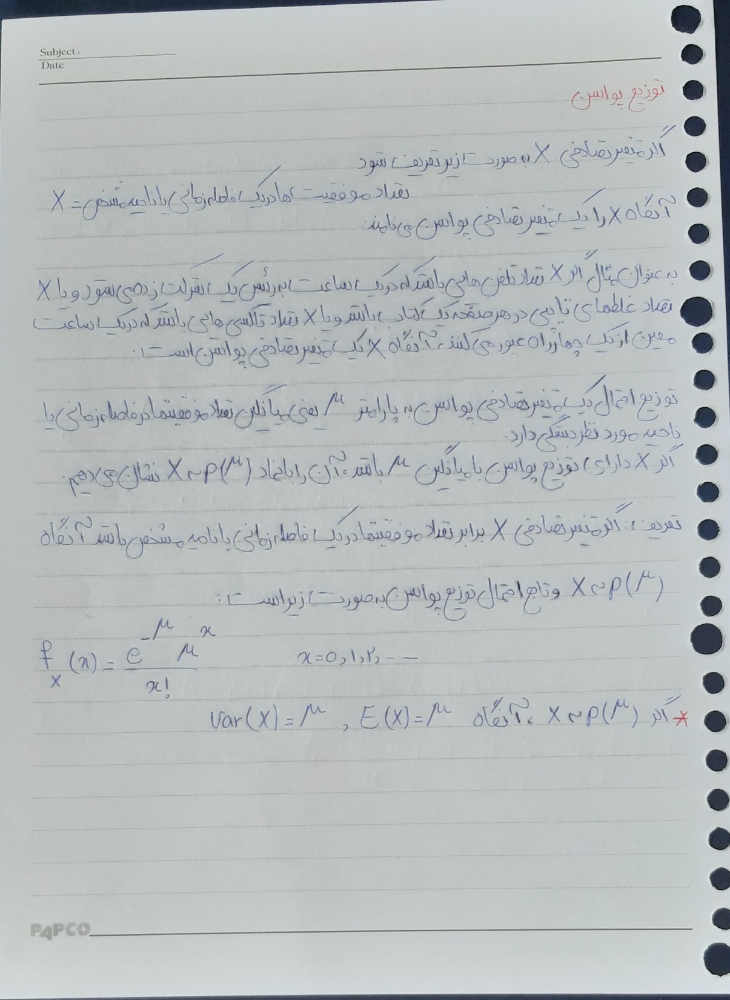 Subject:
Date
توزیع پواسن
اگر متغیر تصادفی X به صورت زیر تعریف شود
تعداد موفقیت ها در یک فاصله زمانی یا ناحیه مشخص = X
آنگاه X را یک متغیر تصادفی پواسن می نامند.
به عنوان مثال اگر X تعداد تلفن هایی باشد که در یک ساعت به رئیس یک شرکت زده می شود و یا X
تعداد غلطهای تایپی در هر صفحه یک کتاب باشد و یا X تعداد تاکسی هایی باشد که در یک ساعت
معین از یک چهارراه عبور می کنند، آنگاه X یک متغیر تصادفی پواسن است.
توزیع احتمال یک متغیر تصادفی پواسن به پارامتر μ یعنی میانگین تعداد موفقیتها در فاصله زمانی یا
ناحیه مورد نظر بستگی دارد.
اگر X دارای توزیع پواسن با میانگین μ باشد، آن را با نماد X~P(μ) نشان می دهیم.
تعریف: اگر متغیر تصادفی X برابر تعداد موفقیتها در یک فاصله زمانی یا ناحیه مشخص باشد آنگاه
X~P(μ) و تابع احتمال توزیع پواسن به صورت زیر است:
f_X(x) = e^{-μ} μ^x / x!   x=0,1,2,...
* اگر X~P(μ)، آنگاه E(X)=μ , Var(X)=μ
PAPCO